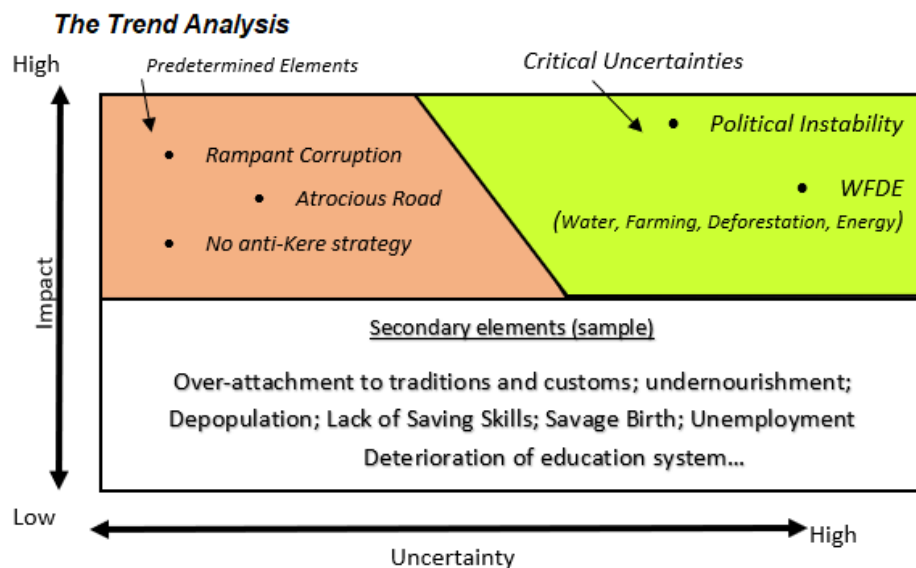 The Trend Analysis
High
Predetermined Elements
Critical Uncertainties
• Political Instability
• Rampant Corruption
• WFDE
• Atrocious Road
(Water, Farming, Deforestation, Energy)
• No anti-Kere strategy
Impact
Secondary elements (sample)
Over-attachment to traditions and customs; undernourishment;
Depopulation; Lack of Saving Skills; Savage Birth; Unemployment
Deterioration of education system…
Low
High
Uncertainty